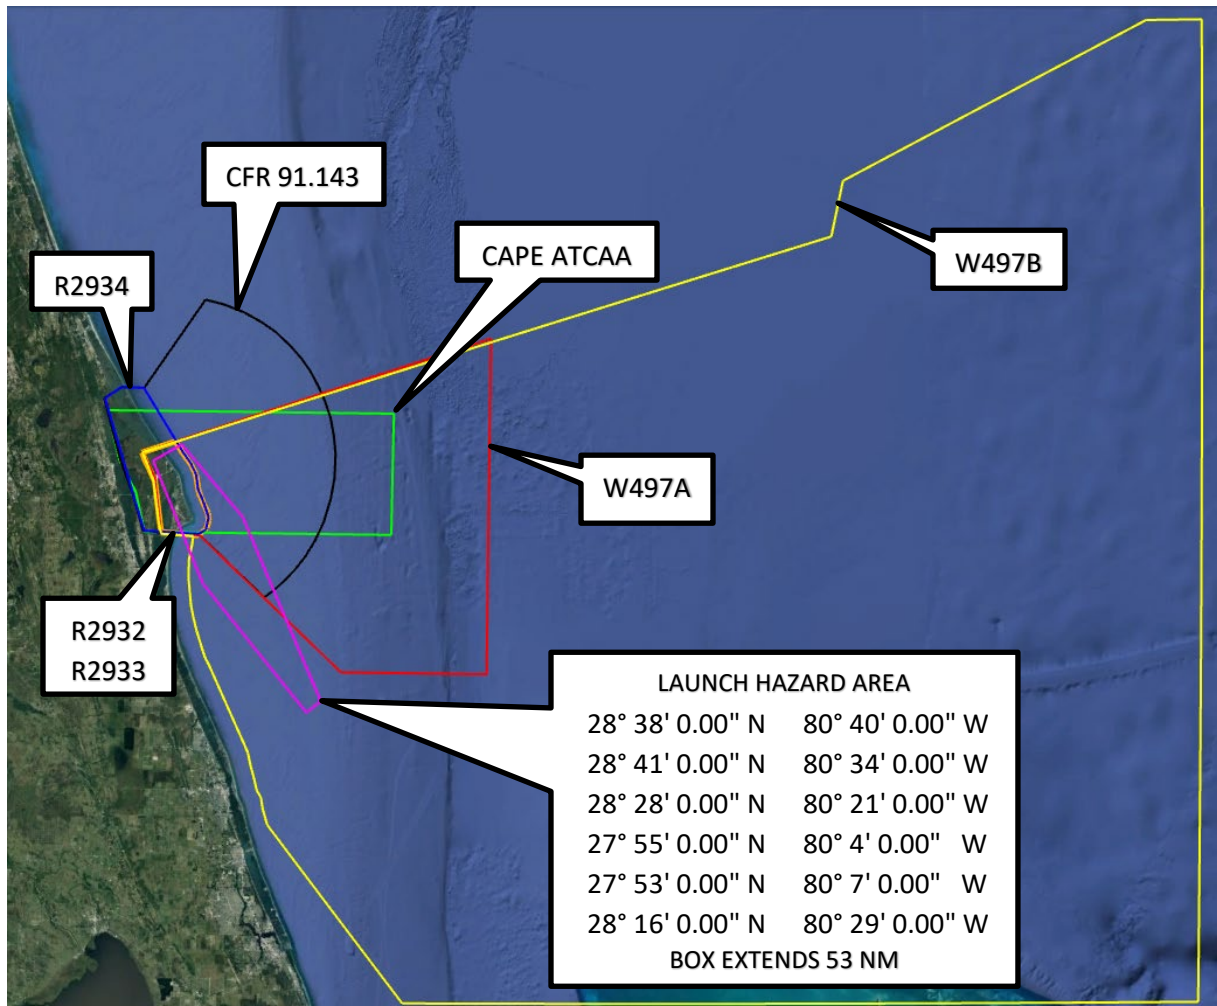 CFR 91.143
CAPE ATCAA
R2934
W497B
W497A
R2932
R2933
LAUNCH HAZARD AREA
28° 38' 0.00" N 80° 40' 0.00" W
28° 41' 0.00" N 80° 34' 0.00" W
28° 28' 0.00" N 80° 21' 0.00" W
27° 55' 0.00" N 80° 4' 0.00" W
27° 53' 0.00" N 80° 7' 0.00" W
28° 16' 0.00" N 80° 29' 0.00" W
BOX EXTENDS 53 NM